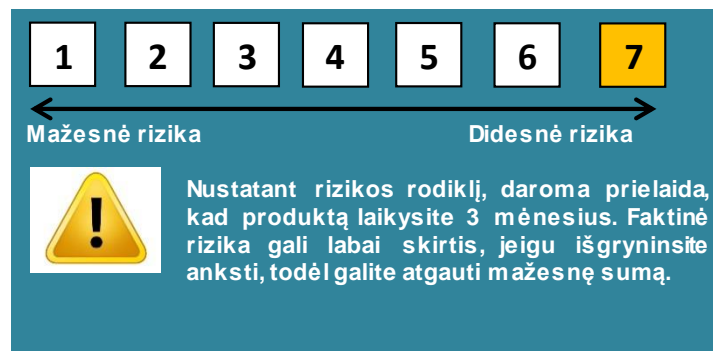 1 2 3 4 5 6 7
Mažesnė rizika Didesnė rizika
Nustatant rizikos rodiklį, daroma prielaida,
kad produktą laikysite 3 mėnesius. Faktinė
rizika gali labai skirtis, jeigu išgryninsite
anksti, todėl galite atgauti mažesnę sumą.